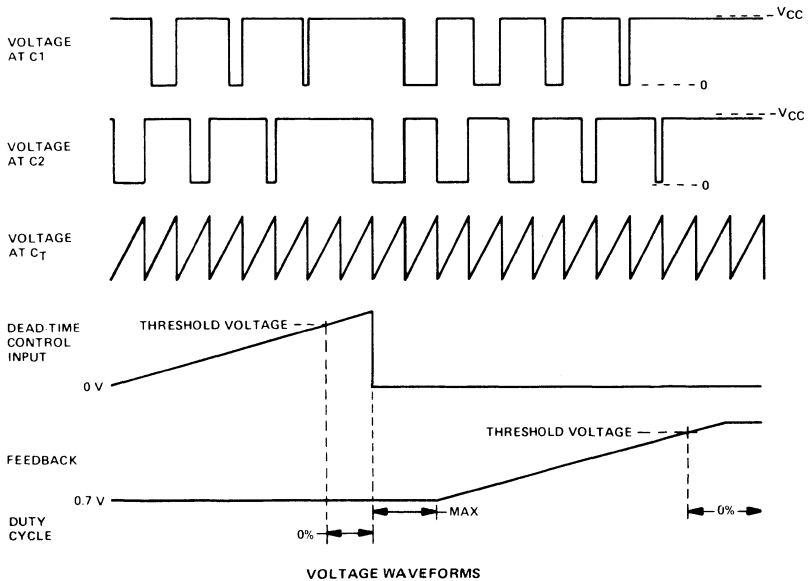 VCC
VOLTAGE
AT C1
0
VCC
VOLTAGE
AT C2
0
VOLTAGE
AT CT
DEAD-TIME
CONTROL
INPUT
THRESHOLD VOLTAGE
0 V
THRESHOLD VOLTAGE
FEEDBACK
0.7 V
DUTY
CYCLE
MAX
0%
0%
VOLTAGE WAVEFORMS